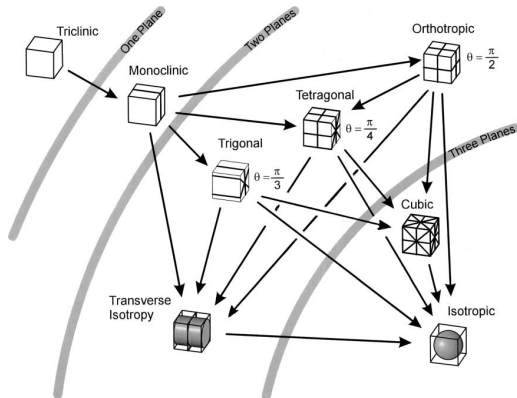 Triclinic
One Plane
Two Planes
Orthotropic
θ = π/2
Monoclinic
Tetragonal
θ = π/4
Trigonal
θ = π/3
Three Planes
Cubic
Transverse
Isotropy
Isotropic